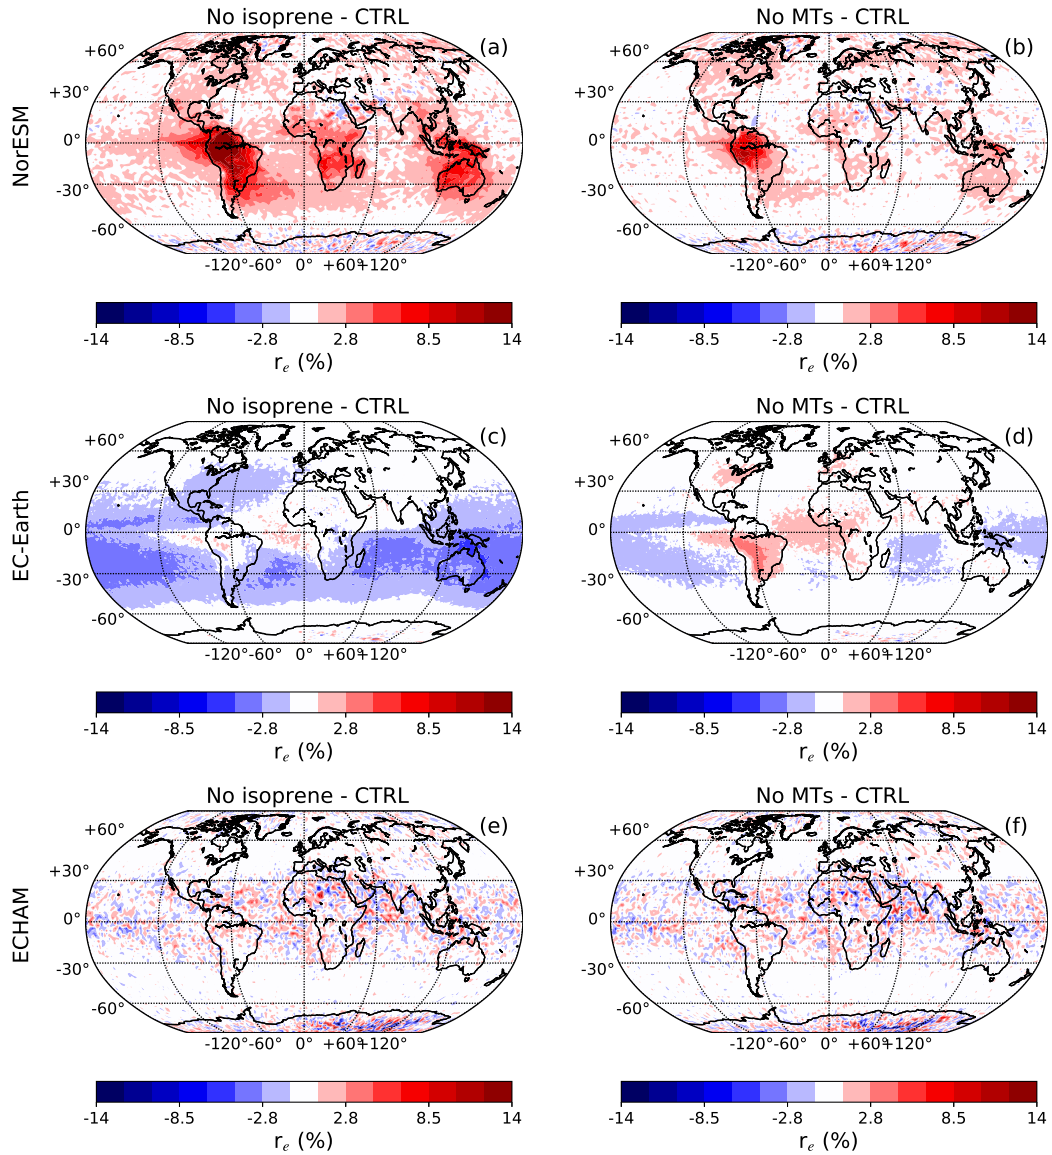 No isoprene - CTRL
No MTs - CTRL
NorESM
(a)
+60°
+30°
0°
-30°
-60°
-120° -60° 0° +60° +120°
(b)
+60°
+30°
0°
-30°
-60°
-120° -60° 0° +60° +120°
-14 -8.5 -2.8 2.8 8.5 14
r_e (%)
-14 -8.5 -2.8 2.8 8.5 14
r_e (%)
No isoprene - CTRL
No MTs - CTRL
EC-Earth
(c)
+60°
+30°
0°
-30°
-60°
-120° -60° 0° +60° +120°
(d)
+60°
+30°
0°
-30°
-60°
-120° -60° 0° +60° +120°
-14 -8.5 -2.8 2.8 8.5 14
r_e (%)
-14 -8.5 -2.8 2.8 8.5 14
r_e (%)
No isoprene - CTRL
No MTs - CTRL
ECHAM
(e)
+60°
+30°
0°
-30°
-60°
-120° -60° 0° +60° +120°
(f)
+60°
+30°
0°
-30°
-60°
-120° -60° 0° +60° +120°
-14 -8.5 -2.8 2.8 8.5 14
r_e (%)
-14 -8.5 -2.8 2.8 8.5 14
r_e (%)